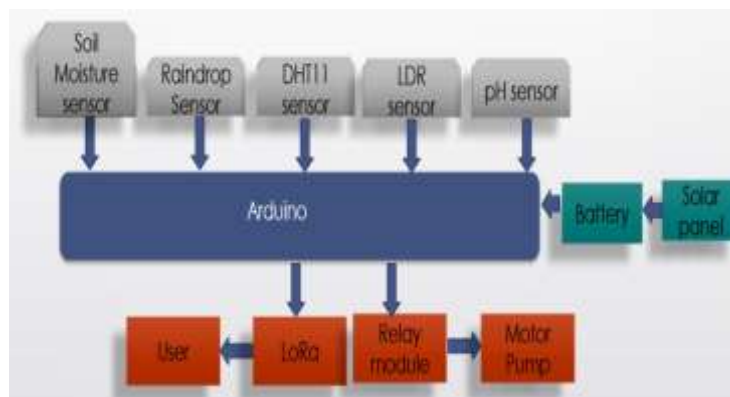 Soil
Moisture
sensor
Raindrop
Sensor
DHT11
sensor
LDR
sensor
pH sensor
Arduino
Battery
Solar
panel
User
LoRa
Relay
module
Motor
Pump